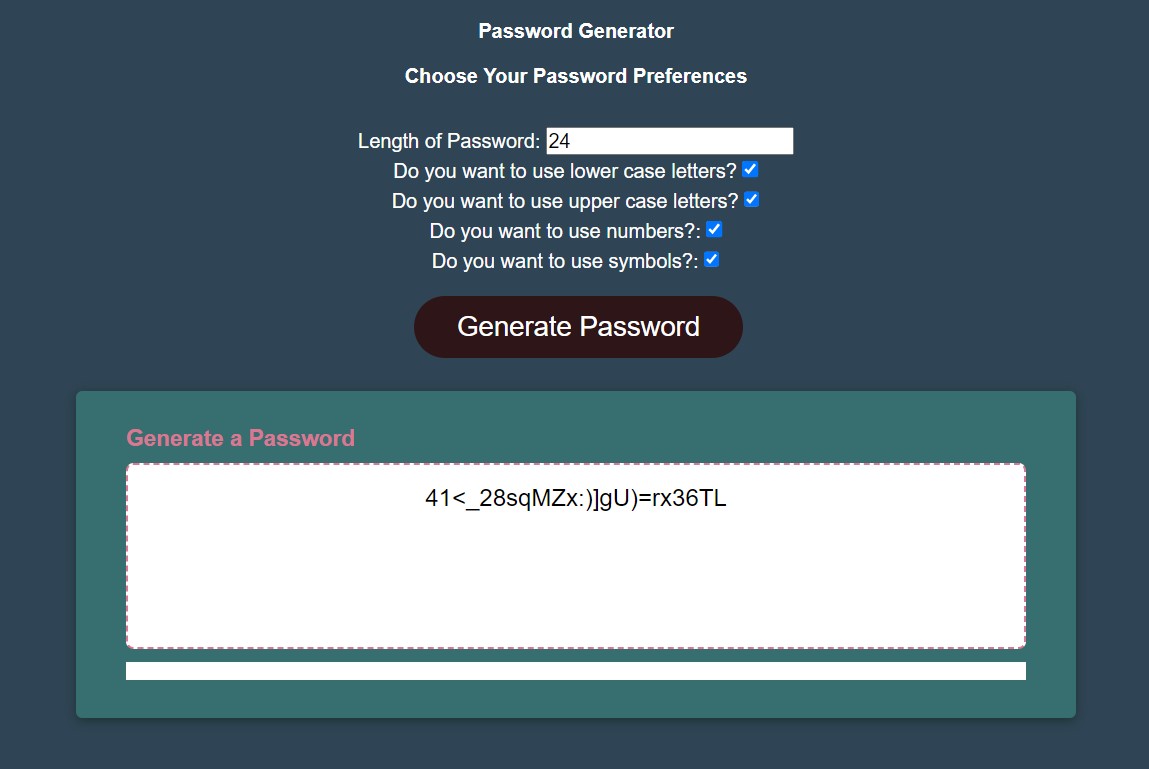 Password Generator
Choose Your Password Preferences
Length of Password: 24
Do you want to use lower case letters?
Do you want to use upper case letters?
Do you want to use numbers?:
Do you want to use symbols?:
Generate Password
Generate a Password
41<_28sqMZx:)]gU)=rx36TL